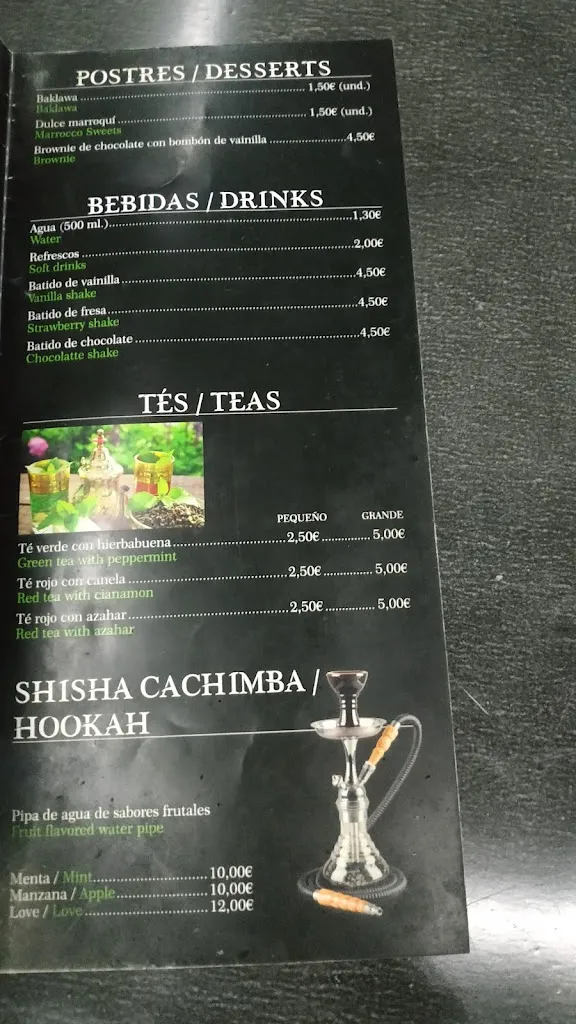 POSTRES / DESSERTS
Baklawa ........ 1,50€ (und.)
Baklawa
Dulce marroquí ........ 1,50€ (und.)
Marrocco Sweets
Brownie de chocolate con bombón de vainilla ........ 4,50€
Brownie
BEBIDAS / DRINKS
Agua (500 ml.) ........ 1,30€
Water
Refrescos ........ 2,00€
Soft drinks
Batido de vainilla ........ 4,50€
Vanilla shake
Batido de fresa ........ 4,50€
Strawberry shake
Batido de chocolate ........ 4,50€
Chocolatte shake
TÉS / TEAS
PEQUEÑO GRANDE
Té verde con hierbabuena ........ 2,50€ ........ 5,00€
Green tea with peppermint
Té rojo con canela ........ 2,50€ ........ 5,00€
Red tea with cianamon
Té rojo con azahar ........ 2,50€ ........ 5,00€
Red tea with azahar
SHISHA CACHIMBA /
HOOKAH
Pipa de agua de sabores frutales
Fruit flavored water pipe
Menta / Mint ........ 10,00€
Manzana / Apple ........ 10,00€
Love / Love ........ 12,00€